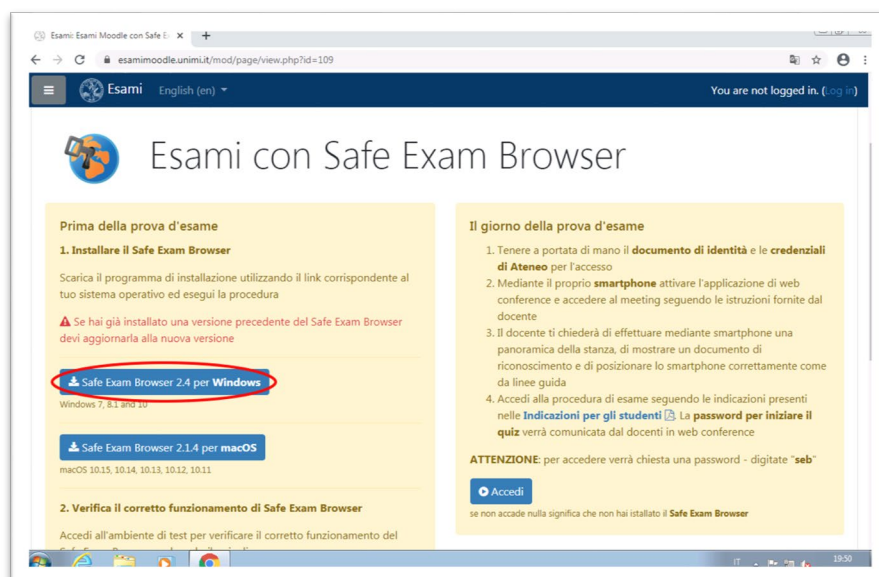 Esami: Esami Moodle con Safe E
esamimoodle.unimi.it/mod/page/view.php?id=109
Esami English (en)
You are not logged in. (Log in)
Esami con Safe Exam Browser
Prima della prova d'esame
1. Installare il Safe Exam Browser
Scarica il programma di installazione utilizzando il link corrispondente al
tuo sistema operativo ed esegui la procedura
Se hai già installato una versione precedente del Safe Exam Browser
devi aggiornarla alla nuova versione
Safe Exam Browser 2.4 per Windows
Windows 7, 8.1 and 10
Safe Exam Browser 2.1.4 per macOS
macOS 10.15, 10.14, 10.13, 10.12, 10.11
2. Verifica il corretto funzionamento di Safe Exam Browser
Accedi all'ambiente di test per verificare il corretto funzionamento del
Il giorno della prova d'esame
1. Tenere a portata di mano il documento di identità e le credenziali
di Ateneo per l'accesso
2. Mediante il proprio smartphone attivare l'applicazione di web
conference e accedere al meeting seguendo le istruzioni fornite dal
docente
3. Il docente ti chiederà di effettuare mediante smartphone una
panoramica della stanza, di mostrare un documento di
riconoscimento e di posizionare lo smartphone correttamente come
da linee guida
4. Accedi alla procedura di esame seguendo le indicazioni presenti
nelle Indicazioni per gli studenti. La password per iniziare il
quiz verrà comunicata dal docenti in web conference
ATTENZIONE: per accedere verrà chiesta una password - digitate "seb"
Accedi
se non accade nulla significa che non hai istallato il Safe Exam Browser
IT
19:50